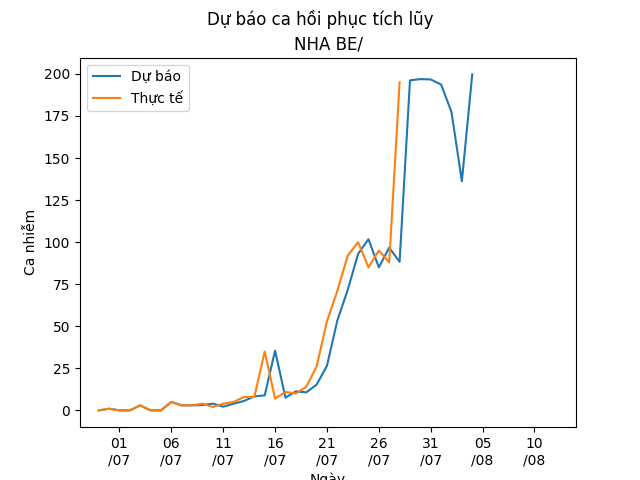 Dự báo ca hồi phục tích lũy
NHA BE/
Dự báo
Thực tế
200
175
150
125
100
75
50
25
0
Ca nhiễm
01 06 11 16 21 26 31 05 10
/07 /07 /07 /07 /07 /07 /07 /08 /08
Ngày